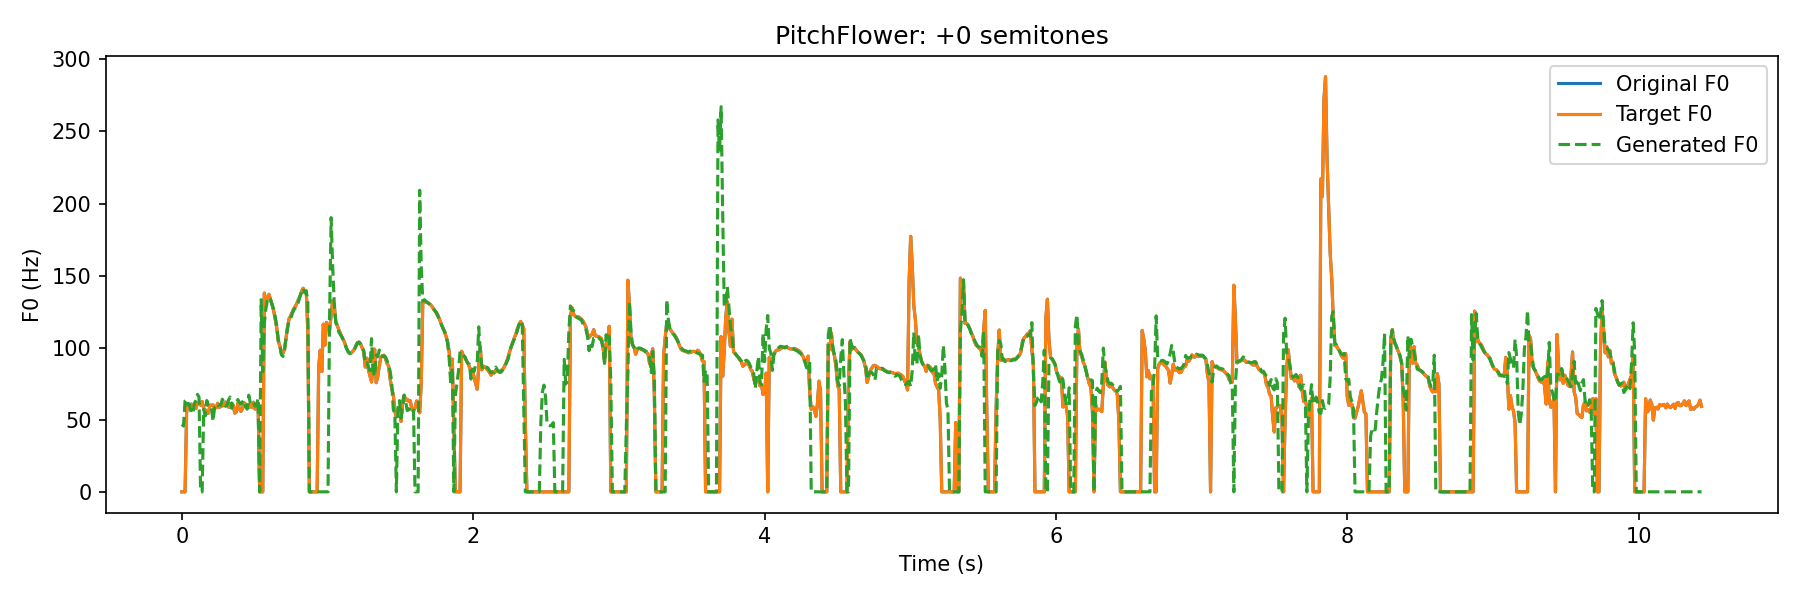 PitchFlower: +0 semitones
300
250
200
150
100
50
0
F0 (Hz)
Original F0
Target F0
Generated F0
0 2 4 6 8 10
Time (s)